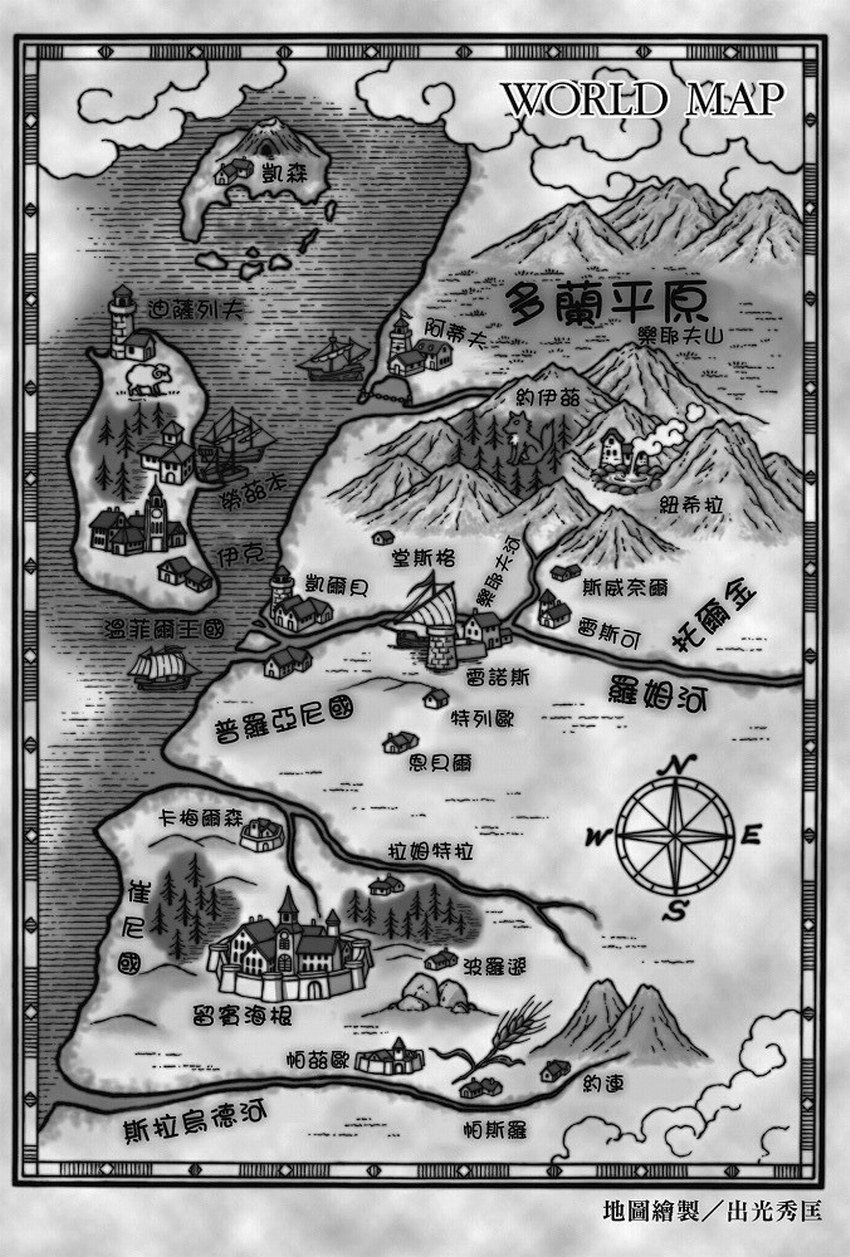 WORLD MAP
凱森
迪薩列夫
多蘭平原
阿蒂夫
樂耶夫山
約伊茲
勞茲本
紐希拉
伊克
堂斯格
樂耶夫河
凱爾貝
斯威奈爾
托爾金
溫菲爾王國
雷斯可
雷諾斯
羅姆河
普羅亞尼國
特列歐
恩貝爾
N
W
E
S
卡梅爾森
拉姆特拉
崔尼國
波羅遜
留賓海根
帕茲歐
約連
斯拉烏德河
帕斯羅
地圖繪製／出光秀匡